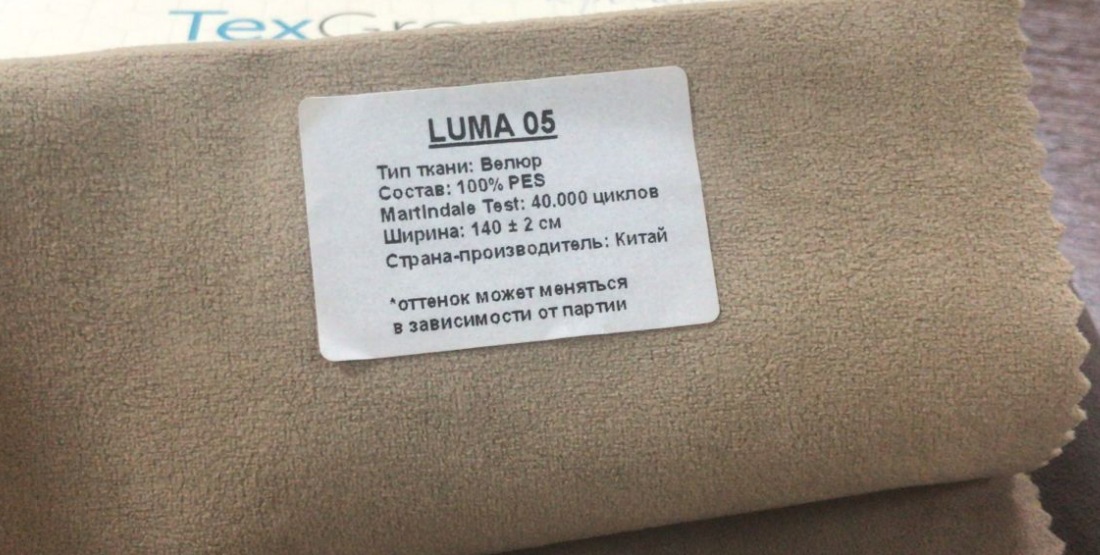 TexGro
LUMA 05
Тип ткани: Велюр
Состав: 100% PES
Martindale Test: 40.000 циклов
Ширина: 140 ± 2 см
Страна-производитель: Китай
*оттенок может меняться
в зависимости от партии